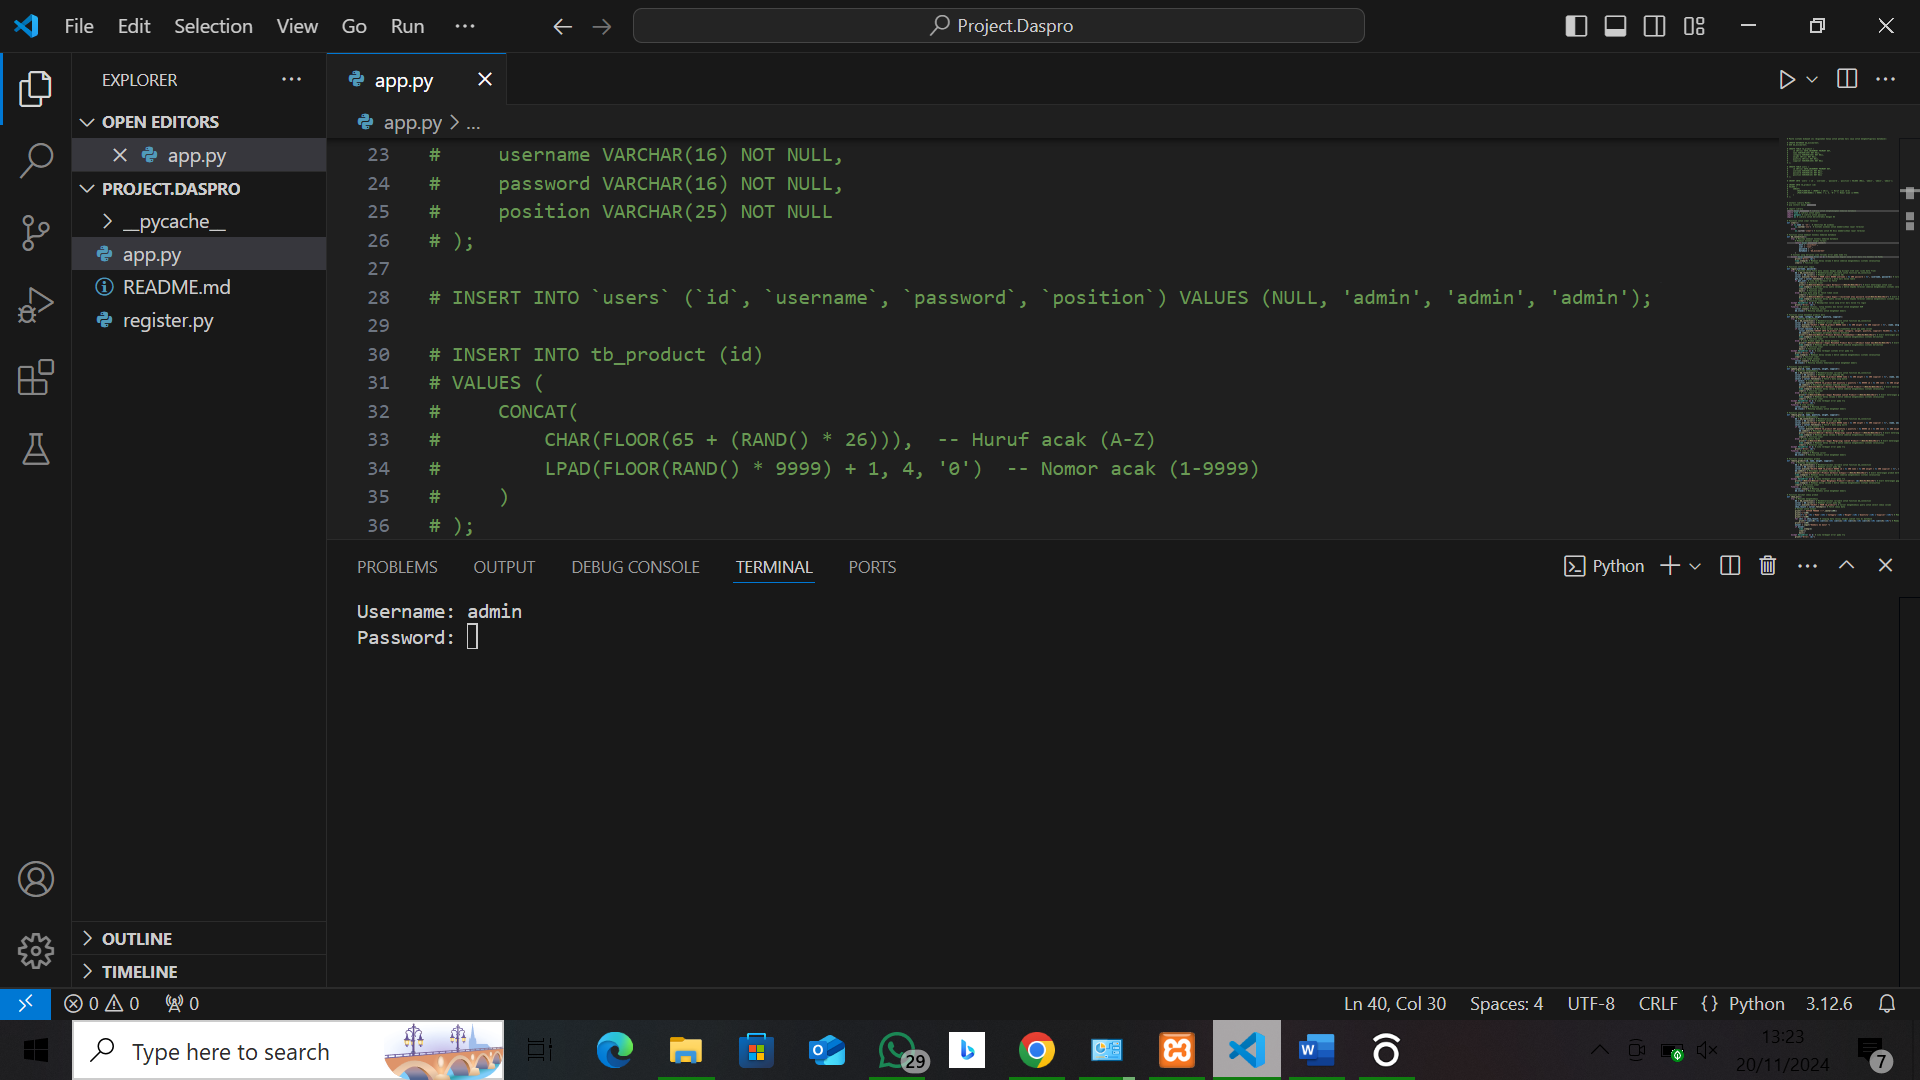 File Edit Selection View Go Run ...
Project.Daspro
EXPLORER
OPEN EDITORS
app.py
PROJECT.DASPRO
__pycache__
app.py
README.md
register.py
OUTLINE
TIMELINE
app.py
app.py > ...
23 #     username VARCHAR(16) NOT NULL,
24 #     password VARCHAR(16) NOT NULL,
25 #     position VARCHAR(25) NOT NULL
26 # );
27
28 # INSERT INTO `users` (`id`, `username`, `password`, `position`) VALUES (NULL, 'admin', 'admin', 'admin');
29
30 # INSERT INTO tb_product (id)
31 # VALUES (
32 #     CONCAT(
33 #         CHAR(FLOOR(65 + (RAND() * 26))),  -- Huruf acak (A-Z)
34 #         LPAD(FLOOR(RAND() * 9999) + 1, 4, '0')  -- Nomor acak (1-9999)
35 #     )
36 # );
PROBLEMS OUTPUT DEBUG CONSOLE TERMINAL PORTS
Python
Username: admin
Password:
0 0 0
Ln 40, Col 30 Spaces: 4 UTF-8 CRLF {} Python 3.12.6
Type here to search
29
13:23
20/11/2024
7